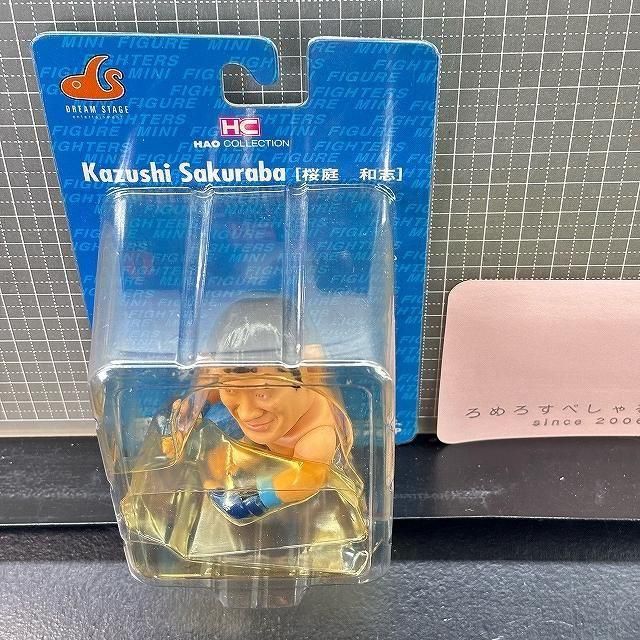 DREAM STAGE
entertainment
HC
HAO COLLECTION
Kazushi Sakuraba [桜庭　和志]
MINI FIGURE FIGHTERS
ろめろすぺしゃ
since 2006